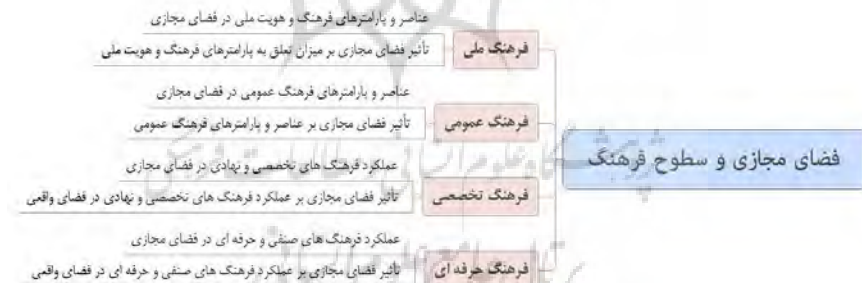 فضای مجازی و سطوح فرهنگ
فرهنگ ملی
عناصر و پارامترهای فرهنگ و هویت ملی در فضای مجازی
تأثیر فضای مجازی بر میزان تعلق به پارامترهای فرهنگ و هویت ملی
فرهنگ عمومی
عناصر و پارامترهای فرهنگ عمومی در فضای مجازی
تأثیر فضای مجازی بر عناصر و پارامترهای فرهنگ عمومی
فرهنگ تخصصی
عملکرد فرهنگ های تخصصی و نهادی در فضای مجازی
تأثیر فضای مجازی بر عملکرد فرهنگ های تخصصی و نهادی در فضای واقعی
فرهنگ حرفه ای
عملکرد فرهنگ های صنفی و حرفه ای در فضای مجازی
تأثیر فضای مجازی بر عملکرد فرهنگ های صنفی و حرفه ای در فضای واقعی